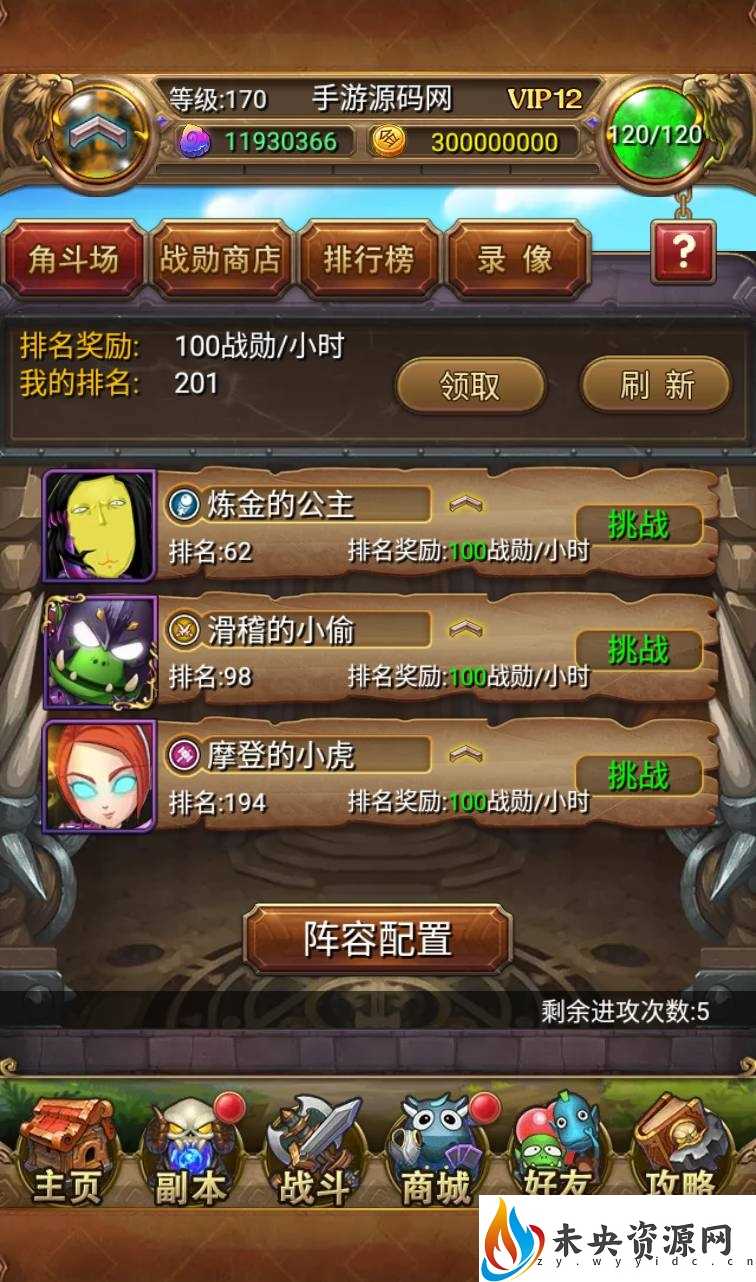 等级:170 手游源码网 VIP12
11930366 300000000 120/120
角斗场 战勋商店 排行榜 录像 ?
排名奖励: 100战勋/小时
我的排名: 201 领取 刷新
炼金的公主 挑战
排名:62 排名奖励:100战勋/小时
滑稽的小偷 挑战
排名:98 排名奖励:100战勋/小时
摩登的小虎 挑战
排名:194 排名奖励:100战勋/小时
阵容配置
剩余进攻次数:5
主页 副本 战斗 商城 好友 攻略
未央资源网
zy.wyyidc.cn